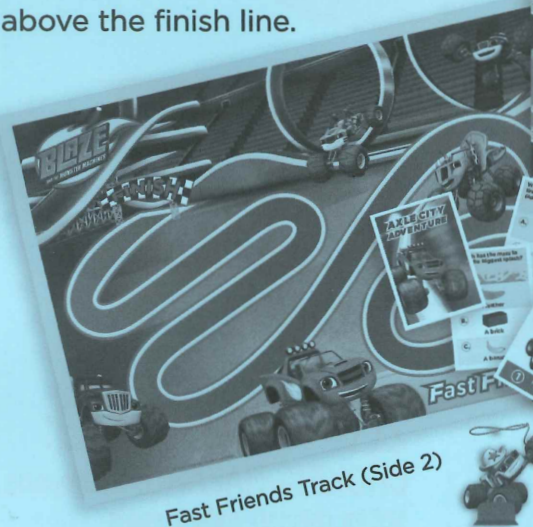 above the finish line.
BLAZE
AND THE MONSTER MACHINES
FINISH
AXLE CITY
ADVENTURE
A.
B.
A Brick
C.
Fast
Fast Friends Track (Side 2)